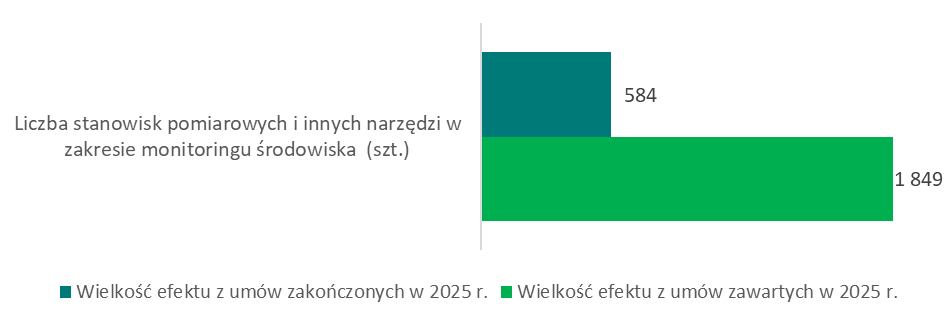 584
Liczba stanowisk pomiarowych i innych narzędzi w
zakresie monitoringu środowiska (szt.)
1 849
Wielkość efektu z umów zakończonych w 2025 r.
Wielkość efektu z umów zawartych w 2025 r.